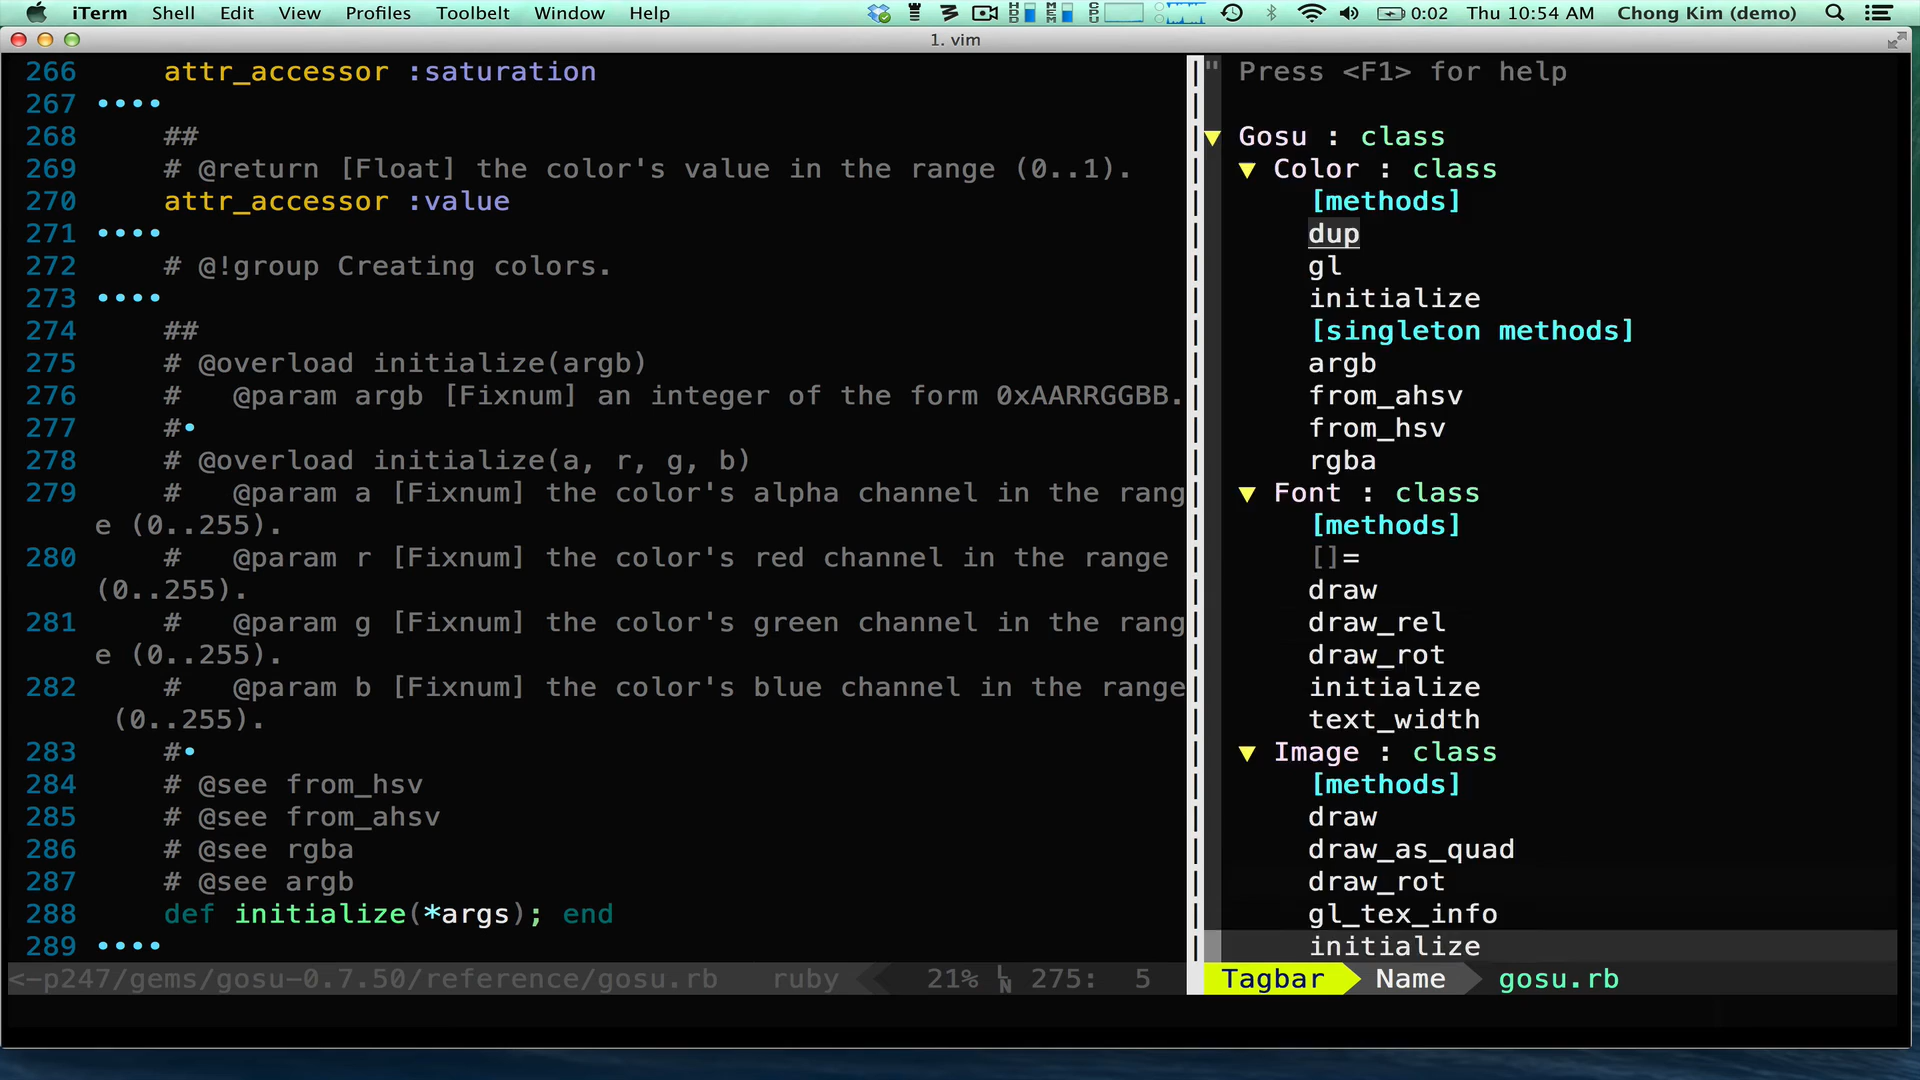 iTerm Shell Edit View Profiles Toolbelt Window Help 0:02 Thu 10:54 AM Chong Kim (demo)
1. vim
266 attr_accessor :saturation
267 ••••
268 ##
269 # @return [Float] the color's value in the range (0..1).
270 attr_accessor :value
271 ••••
272 # @!group Creating colors.
273 ••••
274 ##
275 # @overload initialize(argb)
276 #   @param argb [Fixnum] an integer of the form 0xAARRGGBB.
277 #•
278 # @overload initialize(a, r, g, b)
279 #   @param a [Fixnum] the color's alpha channel in the rang
e (0..255).
280 #   @param r [Fixnum] the color's red channel in the range
(0..255).
281 #   @param g [Fixnum] the color's green channel in the rang
e (0..255).
282 #   @param b [Fixnum] the color's blue channel in the range
(0..255).
283 #•
284 # @see from_hsv
285 # @see from_ahsv
286 # @see rgba
287 # @see argb
288 def initialize(*args); end
289 ••••
<-p247/gems/gosu-0.7.50/reference/gosu.rb ruby 21% LN 275: 5
" Press <F1> for help
▼ Gosu : class
▼ Color : class
[methods]
dup
gl
initialize
[singleton methods]
argb
from_ahsv
from_hsv
rgba
▼ Font : class
[methods]
[]=
draw
draw_rel
draw_rot
initialize
text_width
▼ Image : class
[methods]
draw
draw_as_quad
draw_rot
gl_tex_info
initialize
Tagbar Name gosu.rb